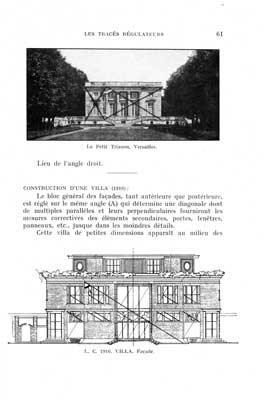 LES TRACÉS RÉGULATEURS 61
Le Petit Trianon, Versailles.
Lieu de l'angle droit.
CONSTRUCTION D'UNE VILLA (1916) :
Le bloc général des façades, tant antérieure que postérieure,
est réglé sur le même angle (A) qui détermine une diagonale dont
de multiples parallèles et leurs perpendiculaires fourniront les
mesures correctives des éléments secondaires, portes, fenêtres,
panneaux, etc., jusque dans les moindres détails.
Cette villa de petites dimensions apparaît au milieu des
L. C. 1916. VILLA. Façade.